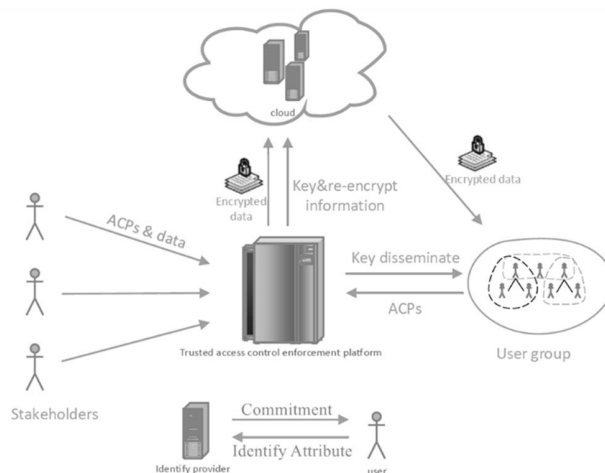 cloud
Encrypted
data
Key&re-encrypt
information
Encrypted data
ACPs & data
Key disseminate
ACPs
Trusted access control enforcement platform
User group
Stakeholders
Commitment
Identify Attribute
Identify provider
user